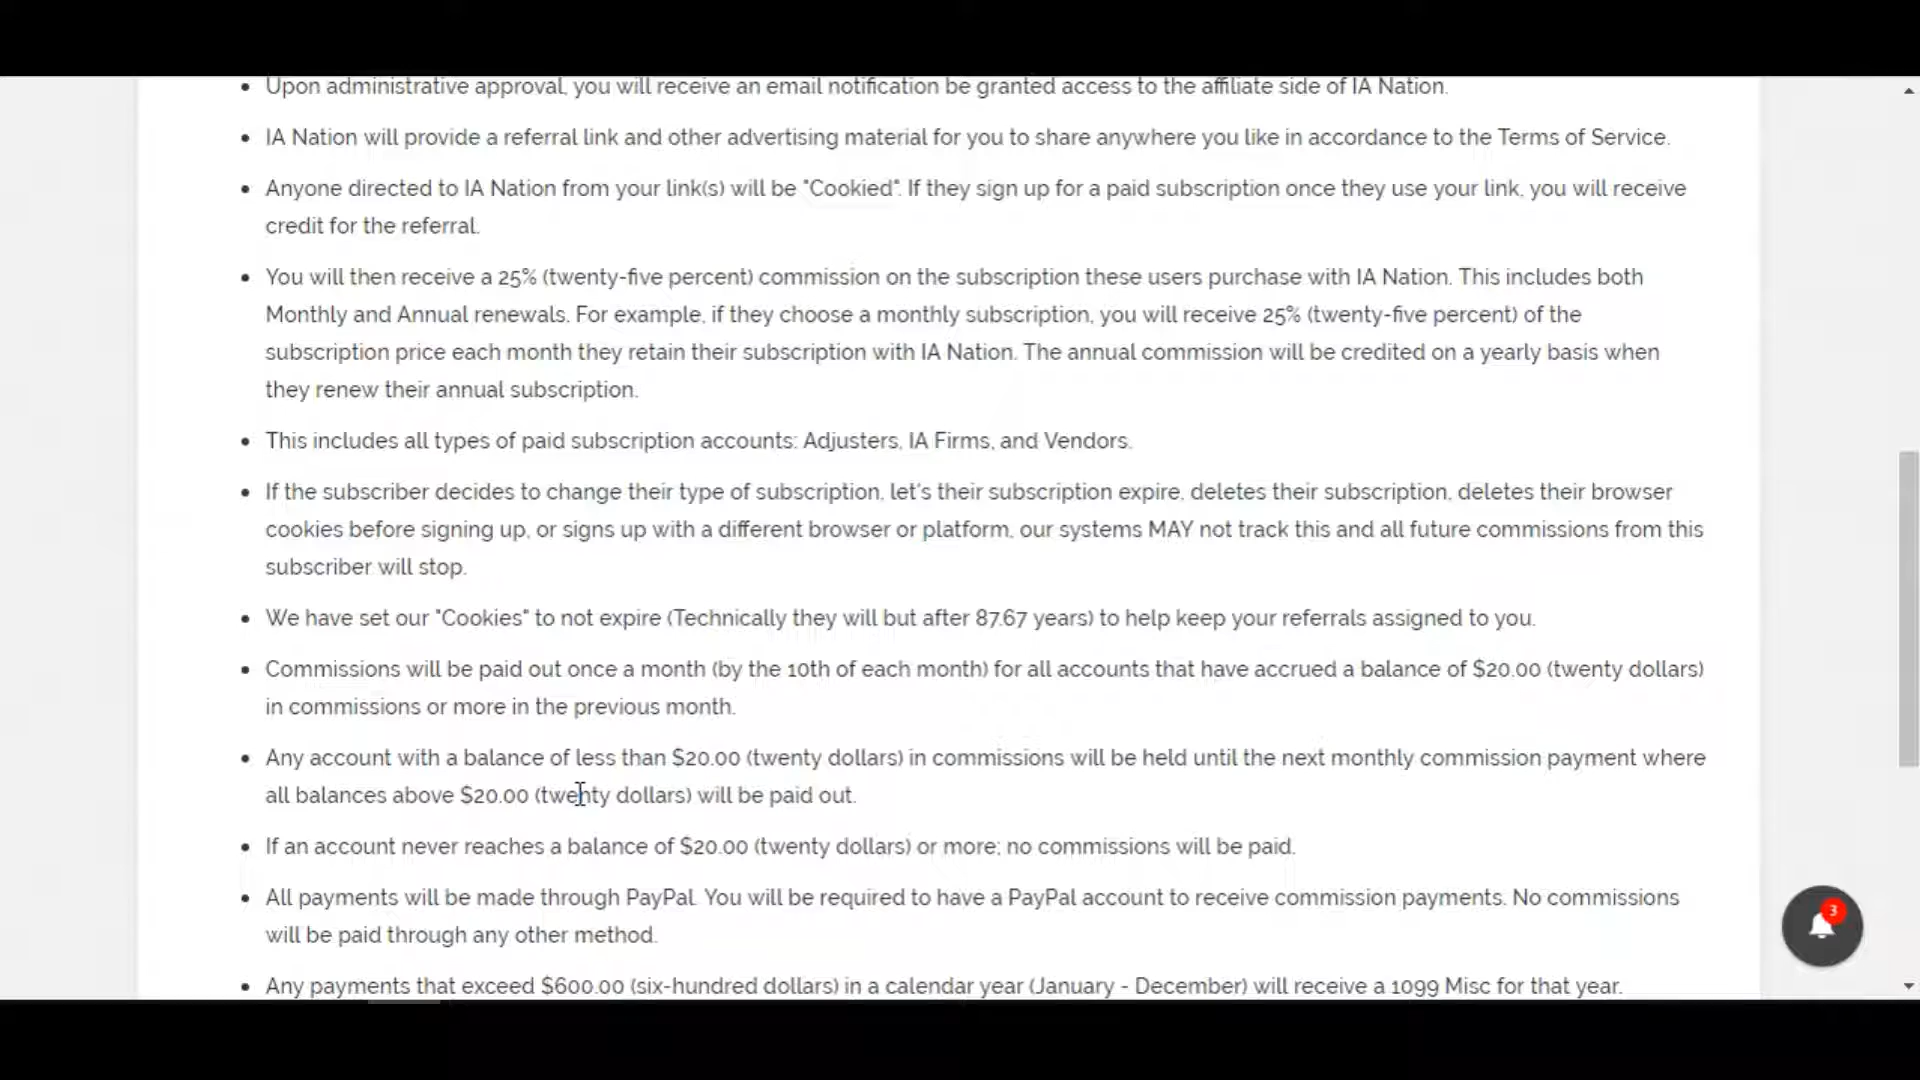 Upon administrative approval, you will receive an email notification be granted access to the affiliate side of IA Nation.
IA Nation will provide a referral link and other advertising material for you to share anywhere you like in accordance to the Terms of Service.
Anyone directed to IA Nation from your link(s) will be "Cookied". If they sign up for a paid subscription once they use your link, you will receive
credit for the referral.
You will then receive a 25% (twenty-five percent) commission on the subscription these users purchase with IA Nation. This includes both
Monthly and Annual renewals. For example, if they choose a monthly subscription, you will receive 25% (twenty-five percent) of the
subscription price each month they retain their subscription with IA Nation. The annual commission will be credited on a yearly basis when
they renew their annual subscription.
This includes all types of paid subscription accounts: Adjusters, IA Firms, and Vendors.
If the subscriber decides to change their type of subscription, let's their subscription expire, deletes their subscription, deletes their browser
cookies before signing up, or signs up with a different browser or platform, our systems MAY not track this and all future commissions from this
subscriber will stop.
We have set our "Cookies" to not expire (Technically they will but after 87.67 years) to help keep your referrals assigned to you.
Commissions will be paid out once a month (by the 10th of each month) for all accounts that have accrued a balance of $20.00 (twenty dollars)
in commissions or more in the previous month.
Any account with a balance of less than $20.00 (twenty dollars) in commissions will be held until the next monthly commission payment where
all balances above $20.00 (twenty dollars) will be paid out.
If an account never reaches a balance of $20.00 (twenty dollars) or more; no commissions will be paid.
All payments will be made through PayPal. You will be required to have a PayPal account to receive commission payments. No commissions
will be paid through any other method.
3
Any payments that exceed $600.00 (six-hundred dollars) in a calendar year (January - December) will receive a 1099 Misc for that year.